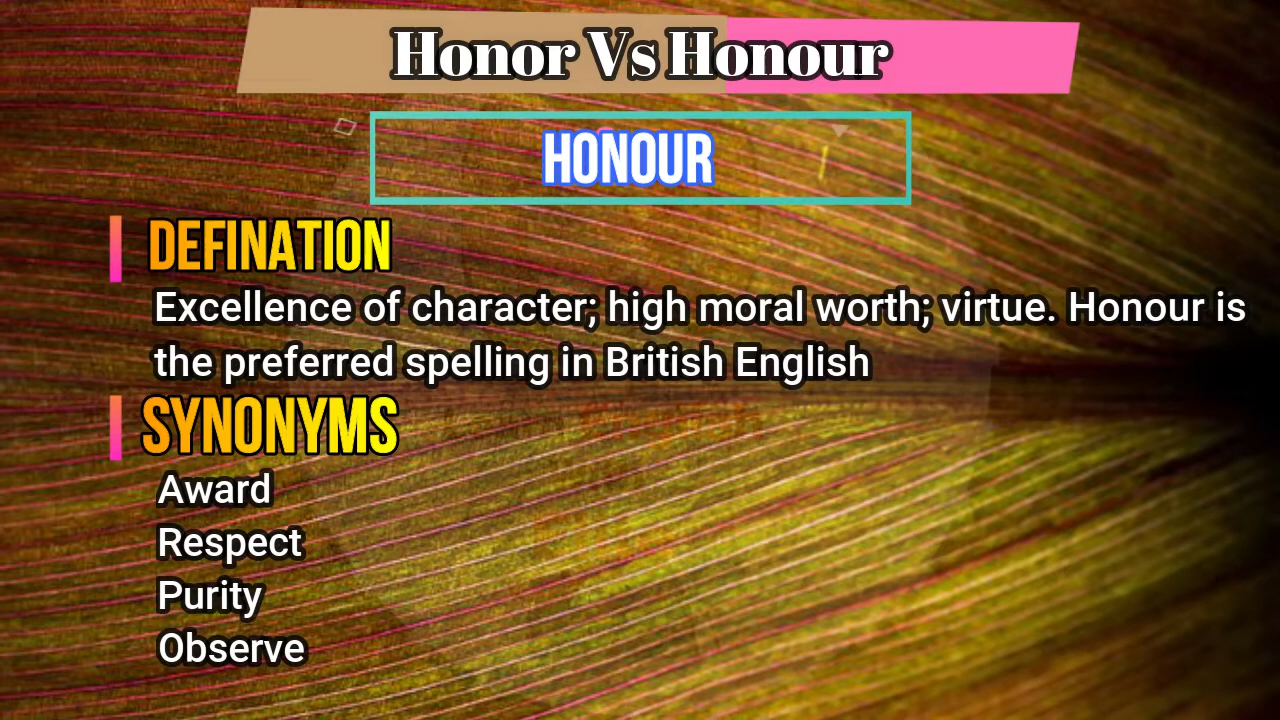 Honor Vs Honour
HONOUR
DEFINATION
Excellence of character; high moral worth; virtue. Honour is
the preferred spelling in British English
SYNONYMS
Award
Respect
Purity
Observe